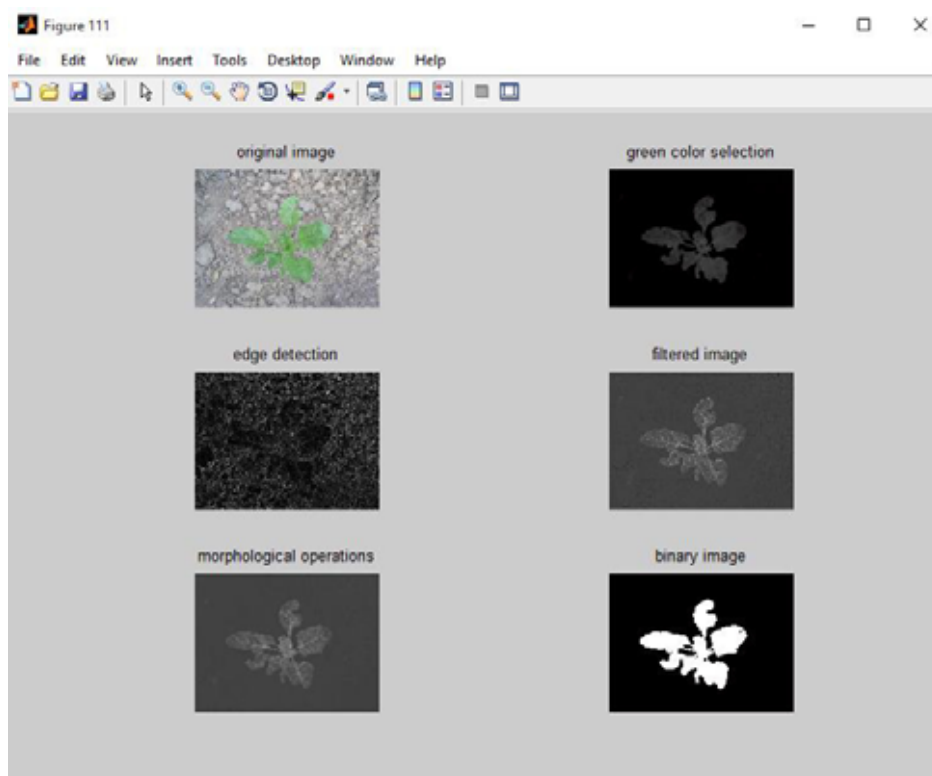 Figure 111
File Edit View Insert Tools Desktop Window Help
original image
green color selection
edge detection
filtered image
morphological operations
binary image